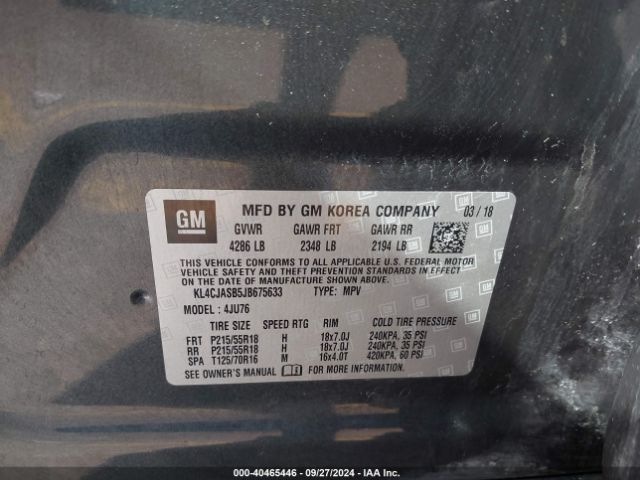 GM MFD BY GM KOREA COMPANY 03/18
GVWR GAWR FRT GAWR RR
4286 LB 2348 LB 2194 LB
THIS VEHICLE CONFORMS TO ALL APPLICABLE U.S. FEDERAL MOTOR
VEHICLE SAFETY AND THEFT PREVENTION STANDARDS IN EFFECT
ON THE DATE OF MANUFACTURE SHOWN ABOVE.
KL4CJASB5JB675633 TYPE: MPV
MODEL : 4JU76
TIRE SIZE SPEED RTG RIM COLD TIRE PRESSURE
FRT P215/55R18 H 18x7.0J 240KPA, 35 PSI
RR P215/55R18 H 18x7.0J 240KPA, 35 PSI
SPA T125/70R16 M 16x4.0T 420KPA, 60 PSI
SEE OWNER'S MANUAL FOR MORE INFORMATION.
000-40465446 - 09/27/2024 - IAA Inc.